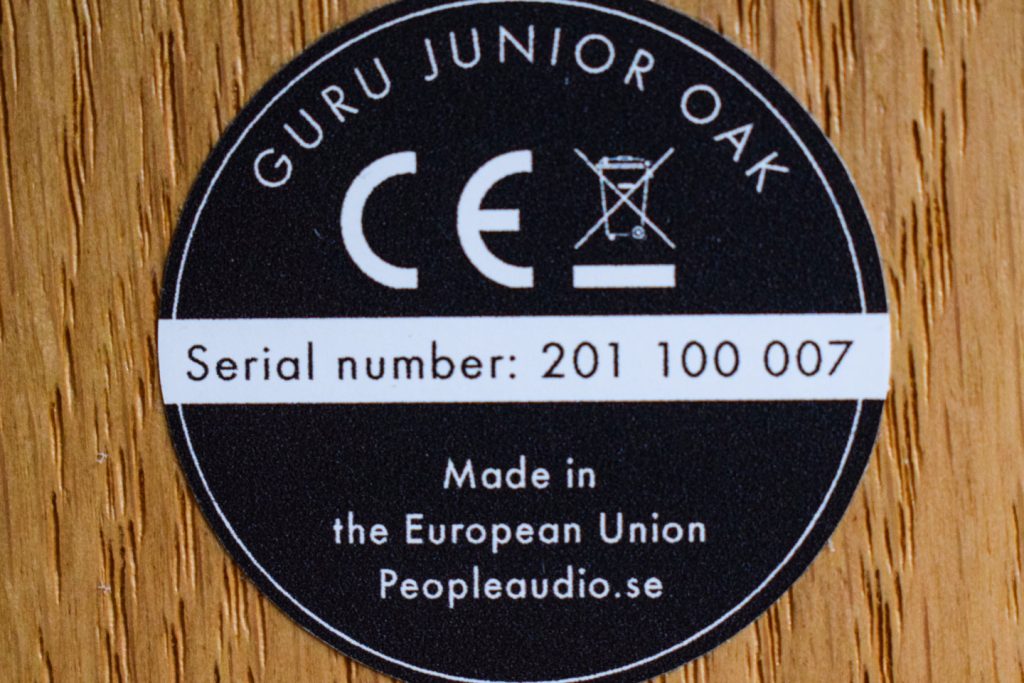 GURU JUNIOR OAK
CE
Serial number: 201 100 007
Made in
the European Union
Peopleaudio.se